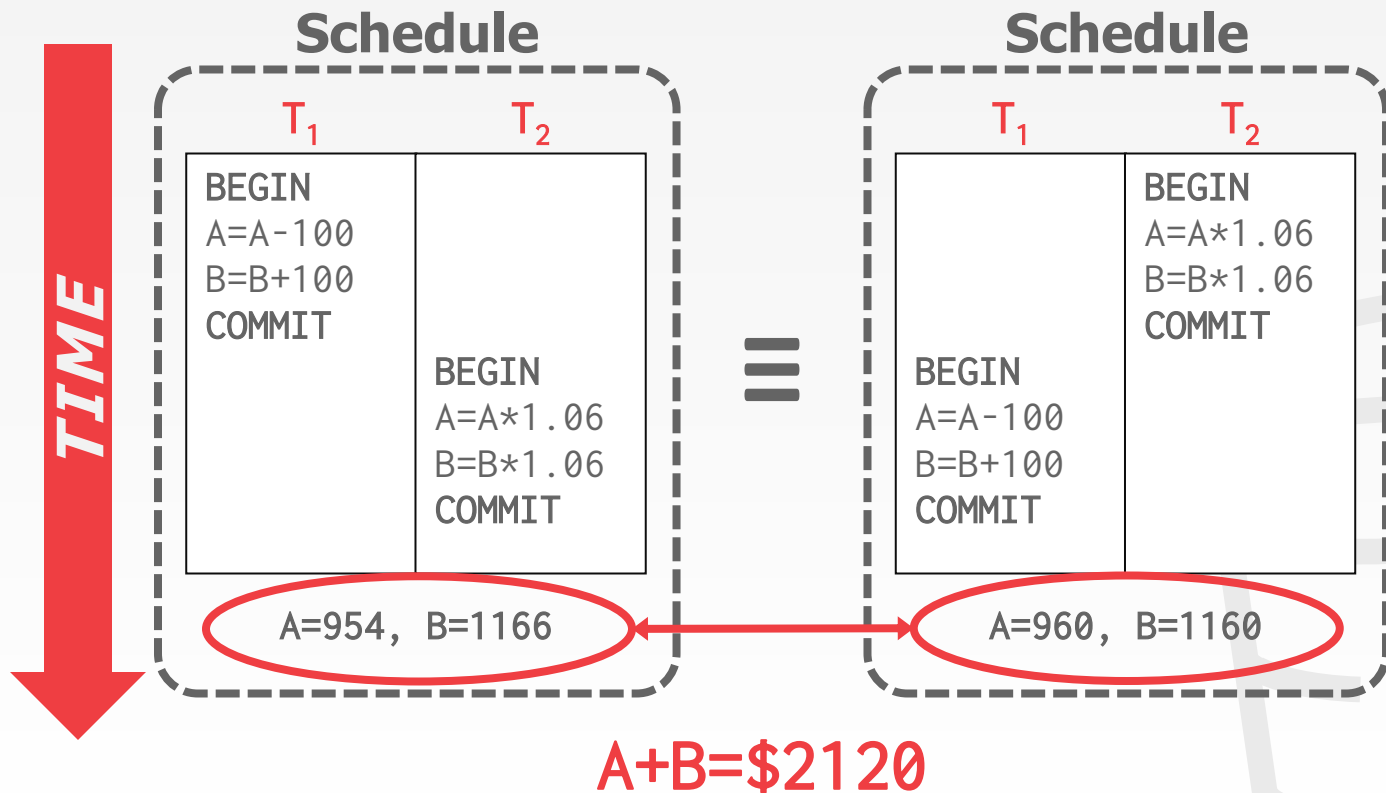 TIME
Schedule
T₁ T₂
BEGIN
A=A-100
B=B+100
COMMIT
BEGIN
A=A*1.06
B=B*1.06
COMMIT
A=954, B=1166
≡
Schedule
T₁ T₂
BEGIN
A=A*1.06
B=B*1.06
COMMIT
BEGIN
A=A-100
B=B+100
COMMIT
A=960, B=1160
A+B=$2120